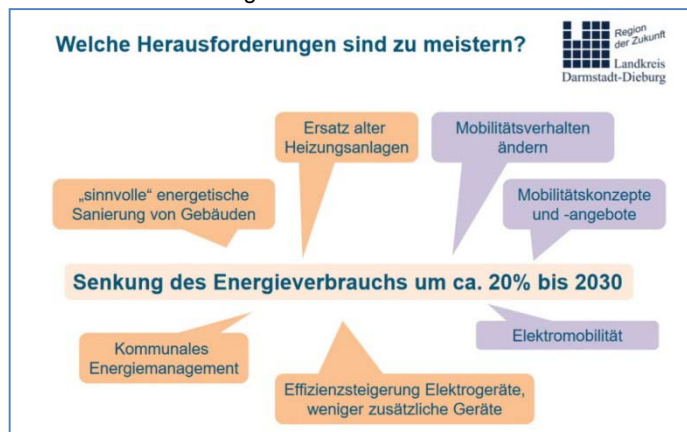 Welche Herausforderungen sind zu meistern?
Region
der Zukunft
Landkreis
Darmstadt-Dieburg
Ersatz alter
Heizungsanlagen
Mobilitätsverhalten
ändern
„sinnvolle“ energetische
Sanierung von Gebäuden
Mobilitätskonzepte
und -angebote
Senkung des Energieverbrauchs um ca. 20% bis 2030
Kommunales
Energiemanagement
Elektromobilität
Effizienzsteigerung Elektrogeräte,
weniger zusätzliche Geräte